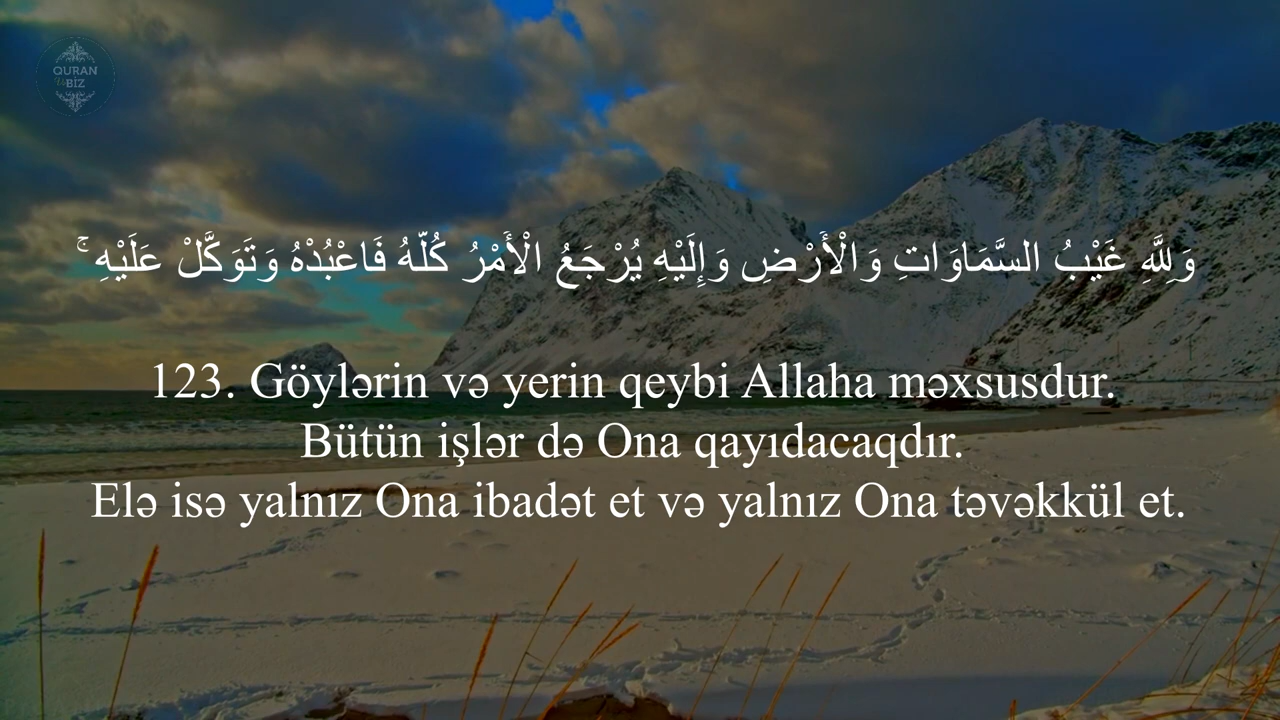 QURAN
BİZ
وَلِلَّهِ غَيْبُ السَّمَاوَاتِ وَالْأَرْضِ وَإِلَيْهِ يُرْجَعُ الْأَمْرُ كُلُّهُ فَاعْبُدْهُ وَتَوَكَّلْ عَلَيْهِ ۚ
123. Göylərin və yerin qeybi Allaha məxsusdur.
Bütün işlər də Ona qayıdacaqdır.
Elə isə yalnız Ona ibadət et və yalnız Ona təvəkkül et.